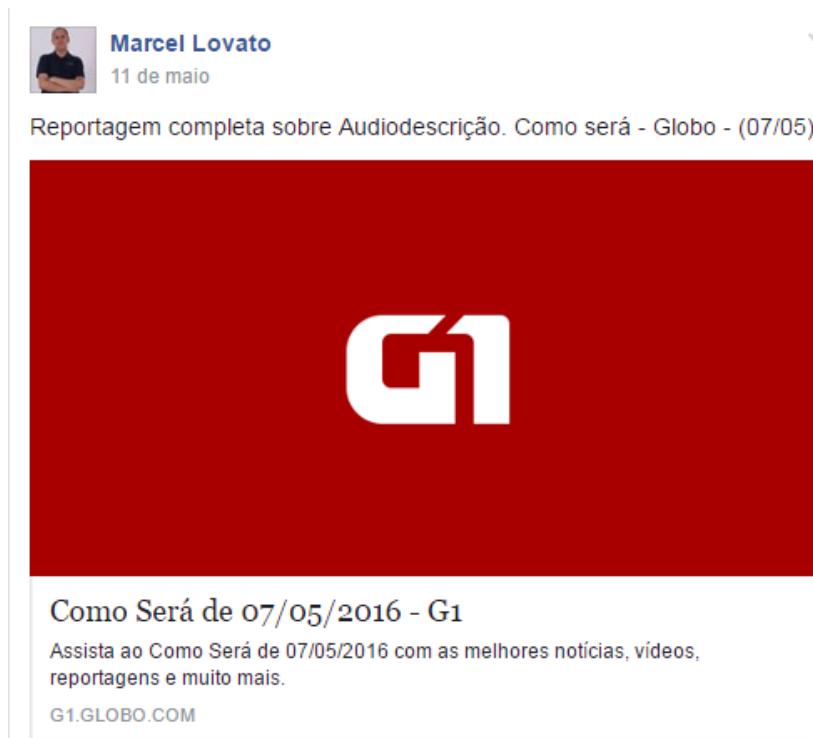 Marcel Lovato
11 de maio
Reportagem completa sobre Audiodescrição. Como será - Globo - (07/05)
G1
Como Será de 07/05/2016 - G1
Assista ao Como Será de 07/05/2016 com as melhores notícias, vídeos,
reportagens e muito mais.
G1.GLOBO.COM